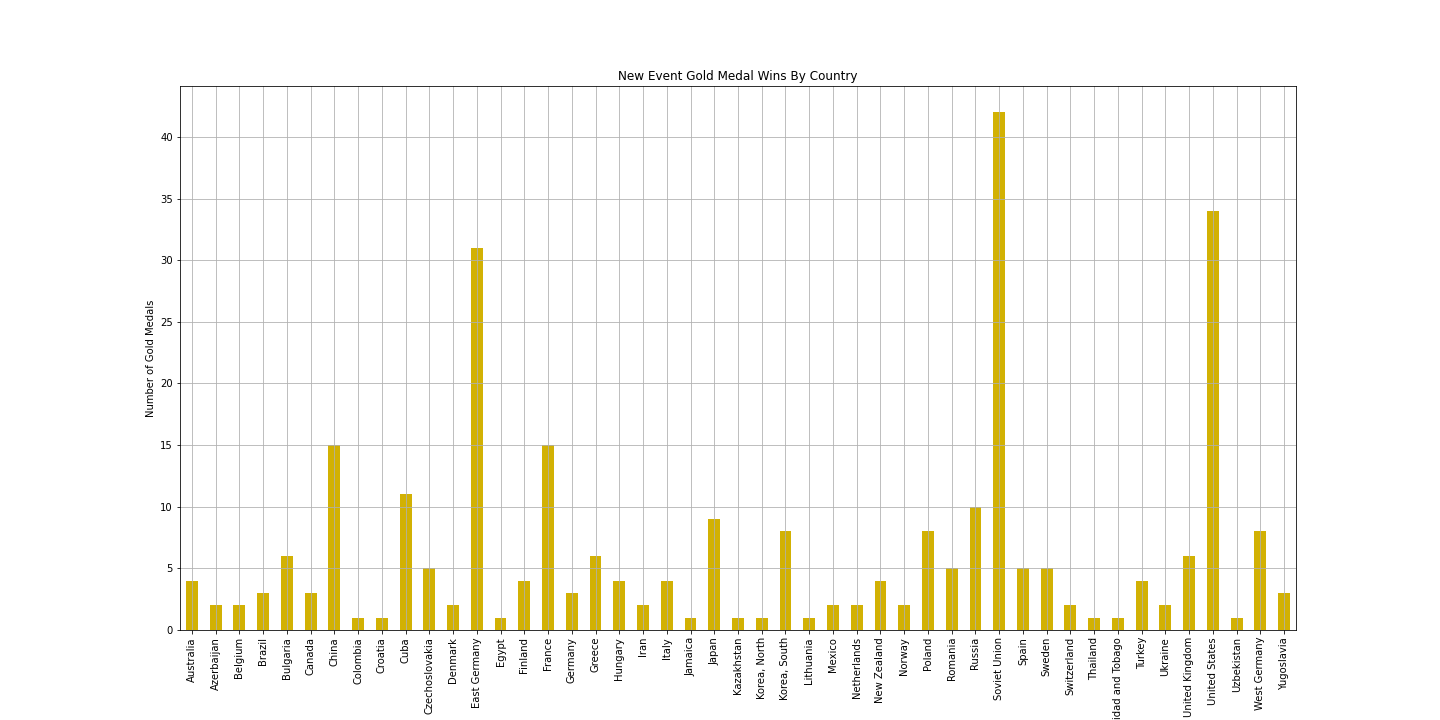 New Event Gold Medal Wins By Country
Number of Gold Medals
40
35
30
25
20
15
10
5
0
Australia
Azerbaijan
Belgium
Brazil
Bulgaria
Canada
China
Colombia
Croatia
Cuba
Czechoslovakia
Denmark
East Germany
Egypt
Finland
France
Germany
Greece
Hungary
Iran
Italy
Jamaica
Japan
Kazakhstan
Korea, North
Korea, South
Lithuania
Mexico
Netherlands
New Zealand
Norway
Poland
Romania
Russia
Soviet Union
Spain
Sweden
Switzerland
Thailand
idad and Tobago
Turkey
Ukraine
United Kingdom
United States
Uzbekistan
West Germany
Yugoslavia